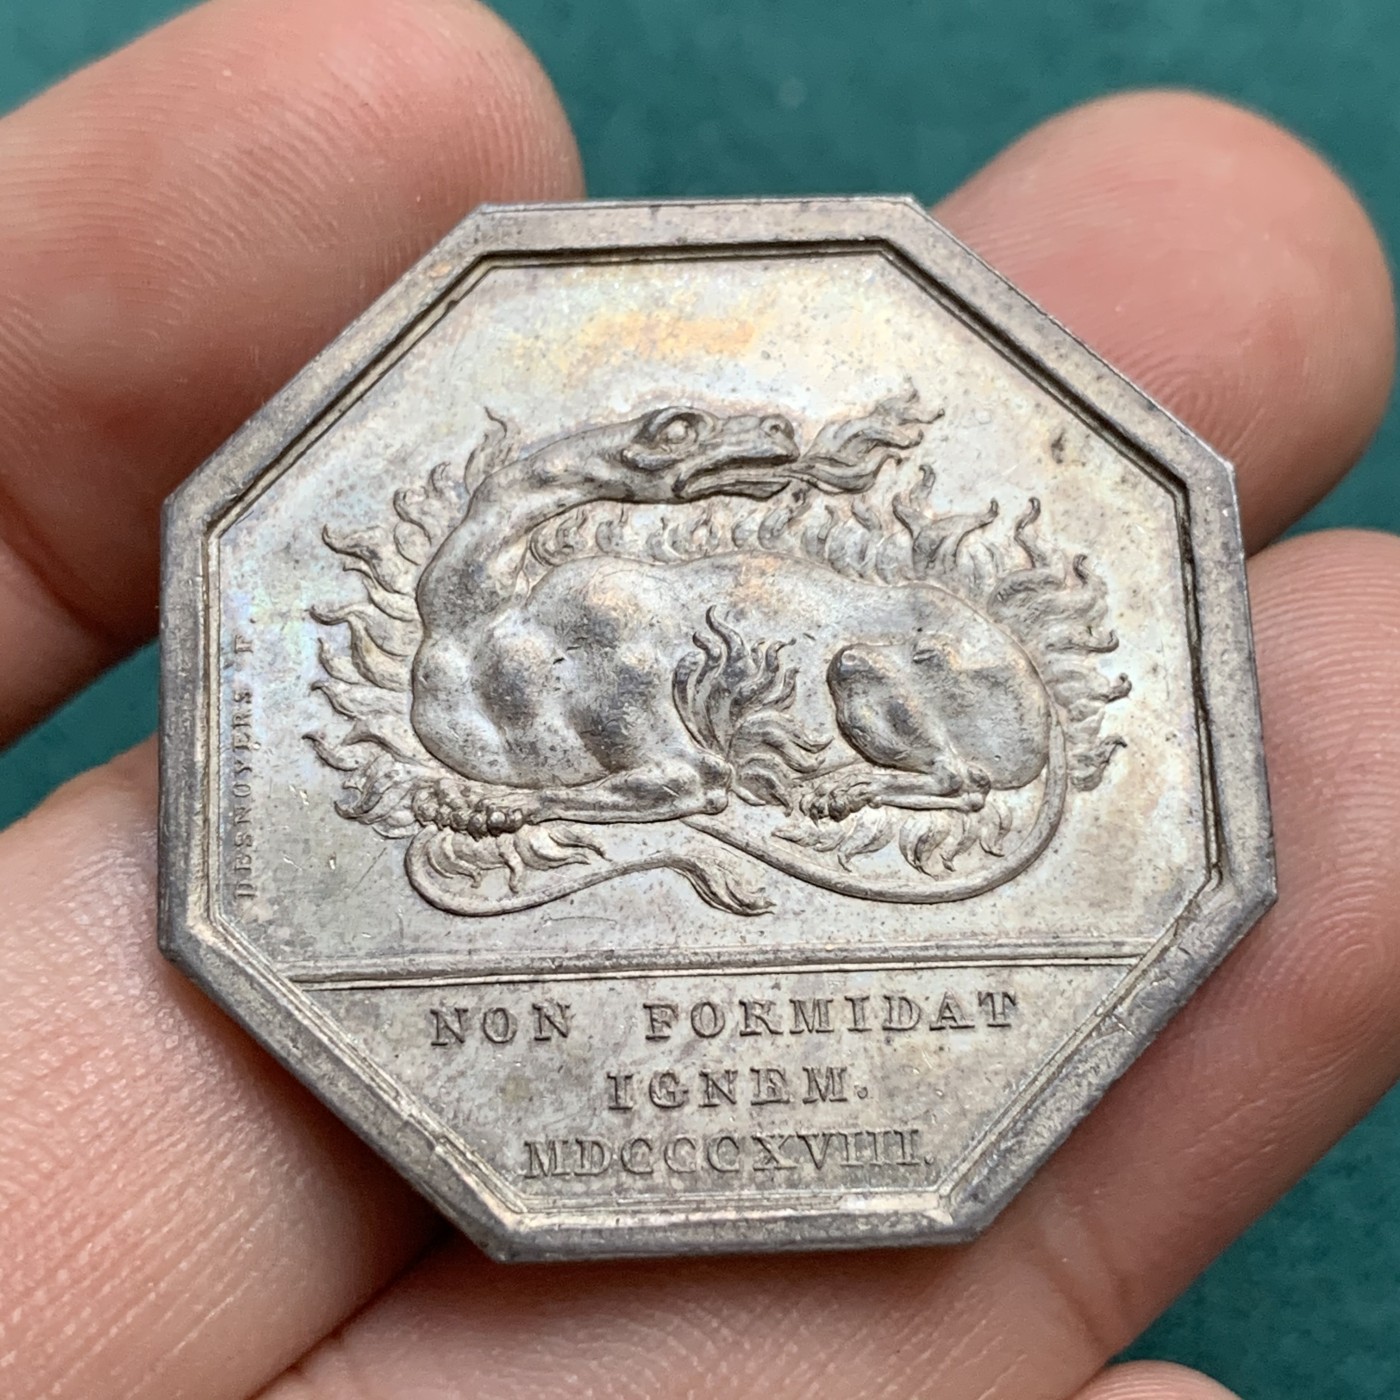 DESNOYERS F.
NON FORMIDAT
IGNEM.
MDCCCXVIII.